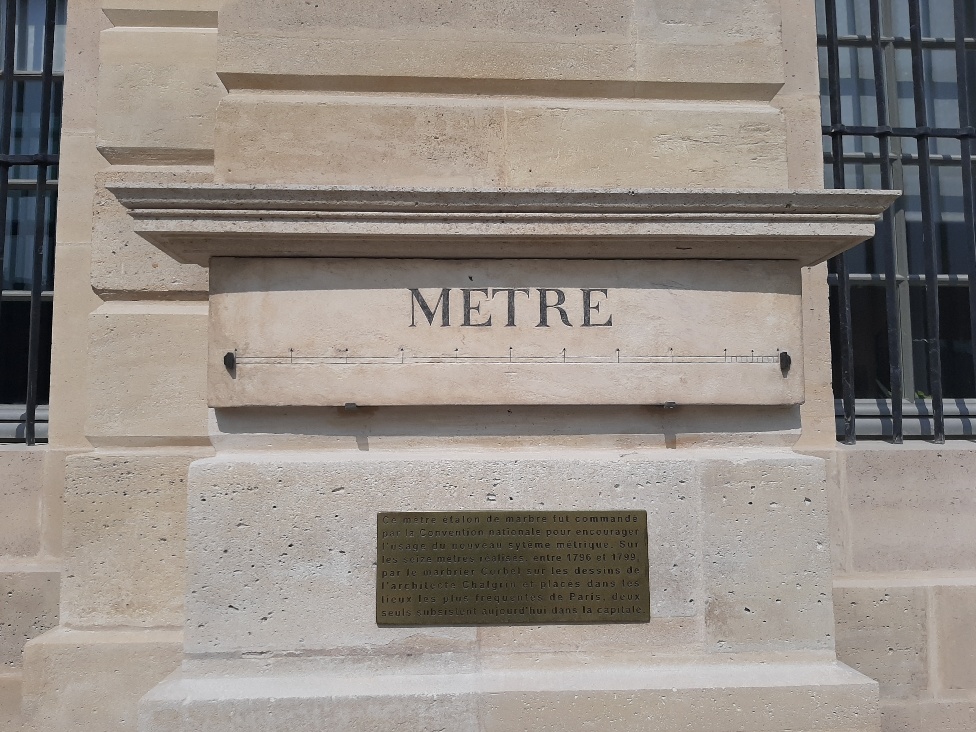 MÈTRE
Ce mètre étalon de marbre fut commandé
par la Convention nationale pour encourager
l'usage du nouveau sytème métrique. Sur
les seize mètres réalisés, entre 1796 et 1799,
par le marbrier Corbel sur les dessins de
l'architecte Chalgrin et placés dans les
lieux les plus fréquentés de Paris, deux
seuls subsistent aujourd'hui dans la capitale.